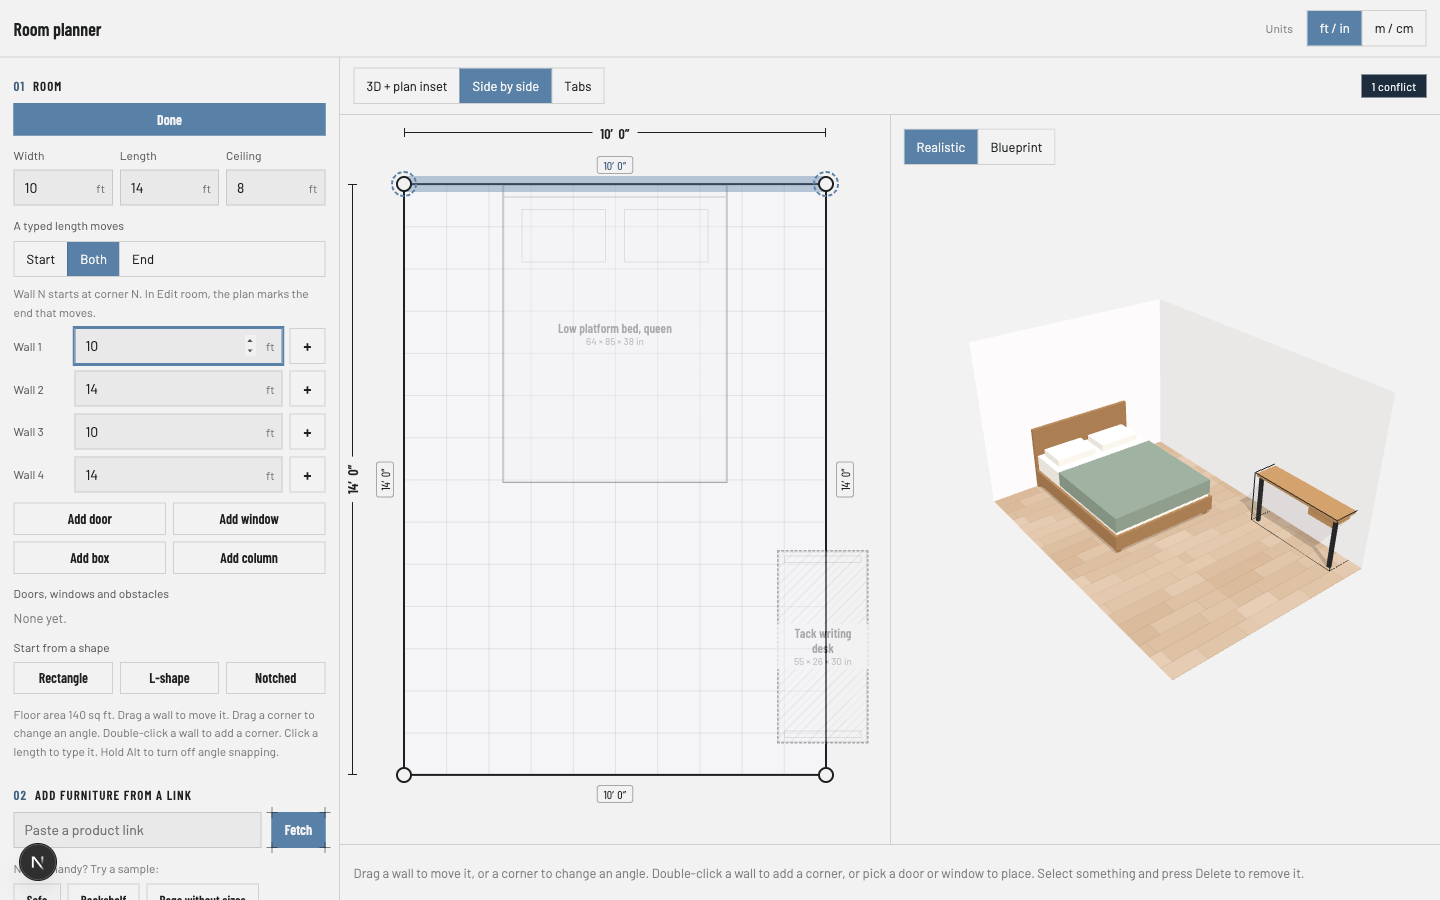 Room planner
Units
ft / in
m / cm
01 ROOM
Done
Width
Length
Ceiling
10 ft
14 ft
8 ft
A typed length moves
Start
Both
End
Wall N starts at corner N. In Edit room, the plan marks the
end that moves.
Wall 1
10 ft
+
Wall 2
14 ft
+
Wall 3
10 ft
+
Wall 4
14 ft
+
Add door
Add window
Add box
Add column
Doors, windows and obstacles
None yet.
Start from a shape
Rectangle
L-shape
Notched
Floor area 140 sq ft. Drag a wall to move it. Drag a corner to
change an angle. Double-click a wall to add a corner. Click a
length to type it. Hold Alt to turn off angle snapping.
02 ADD FURNITURE FROM A LINK
Paste a product link
Fetch
N
andy? Try a sample:
3D + plan inset
Side by side
Tabs
1 conflict
10′ 0″
10′ 0″
Low platform bed, queen
64 × 85 × 38 in
14′ 0″
14′ 0″
14′ 0″
Tack writing
desk
55 × 26 × 30 in
10′ 0″
Realistic
Blueprint
Drag a wall to move it, or a corner to change an angle. Double-click a wall to add a corner, or pick a door or window to place. Select something and press Delete to remove it.